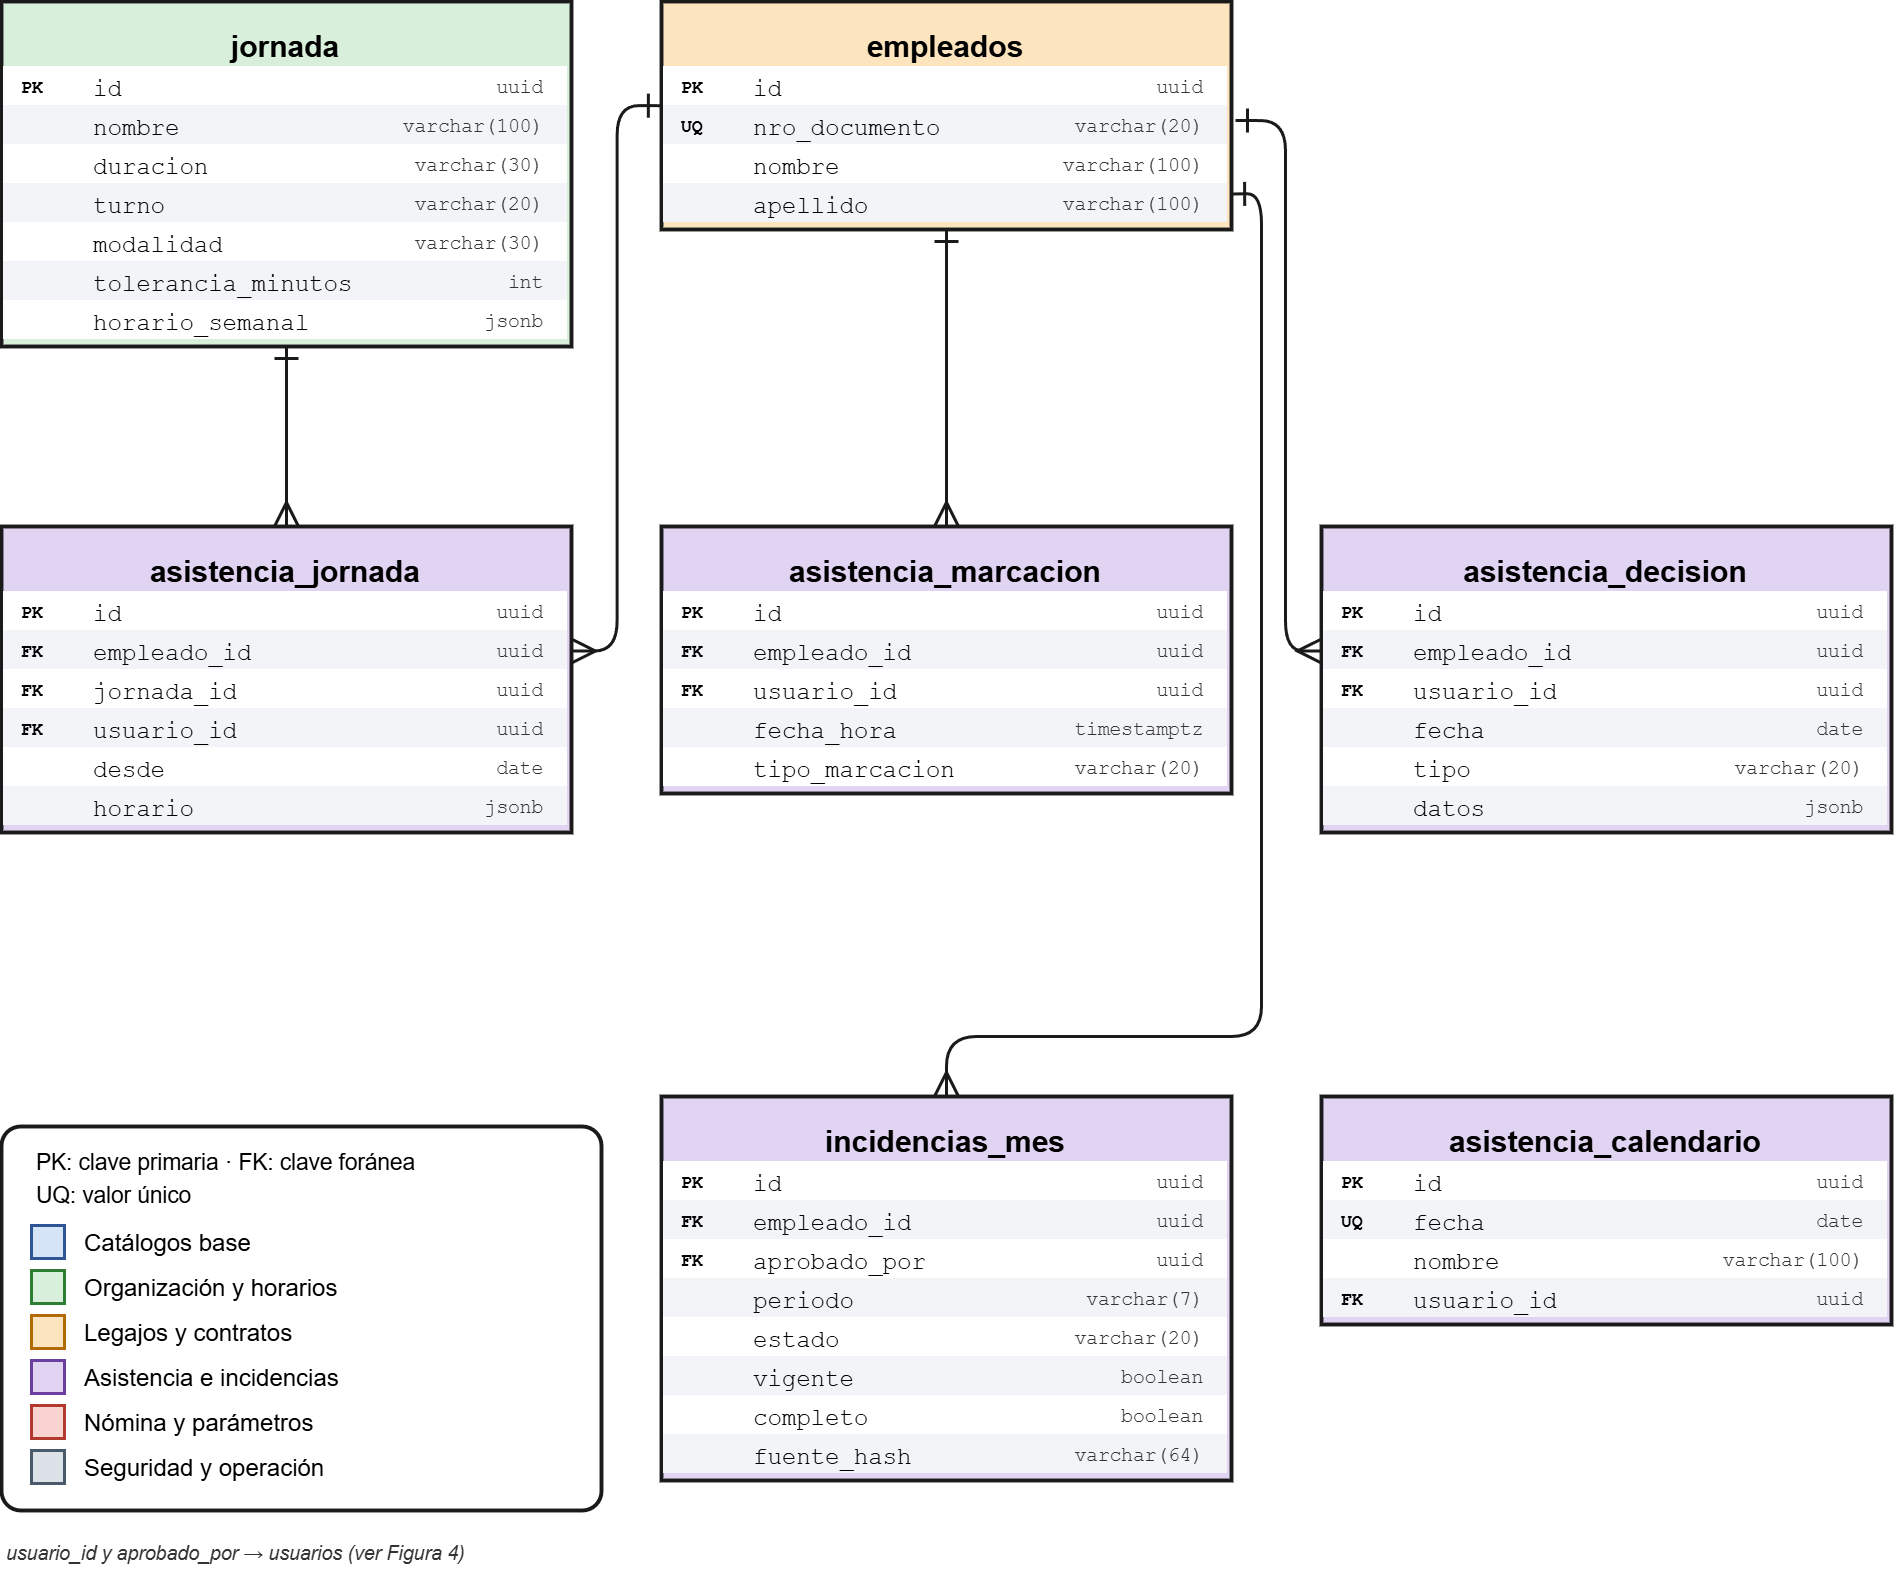 jornada
PK id uuid
nombre varchar(100)
duracion varchar(30)
turno varchar(20)
modalidad varchar(30)
tolerancia_minutos int
horario_semanal jsonb
empleados
PK id uuid
UQ nro_documento varchar(20)
nombre varchar(100)
apellido varchar(100)
asistencia_jornada
PK id uuid
FK empleado_id uuid
FK jornada_id uuid
FK usuario_id uuid
desde date
horario jsonb
asistencia_marcacion
PK id uuid
FK empleado_id uuid
FK usuario_id uuid
fecha_hora timestamptz
tipo_marcacion varchar(20)
asistencia_decision
PK id uuid
FK empleado_id uuid
FK usuario_id uuid
fecha date
tipo varchar(20)
datos jsonb
incidencias_mes
PK id uuid
FK empleado_id uuid
FK aprobado_por uuid
periodo varchar(7)
estado varchar(20)
vigente boolean
completo boolean
fuente_hash varchar(64)
asistencia_calendario
PK id uuid
UQ fecha date
nombre varchar(100)
FK usuario_id uuid
PK: clave primaria · FK: clave foránea
UQ: valor único
Catálogos base
Organización y horarios
Legajos y contratos
Asistencia e incidencias
Nómina y parámetros
Seguridad y operación
usuario_id y aprobado_por → usuarios (ver Figura 4)